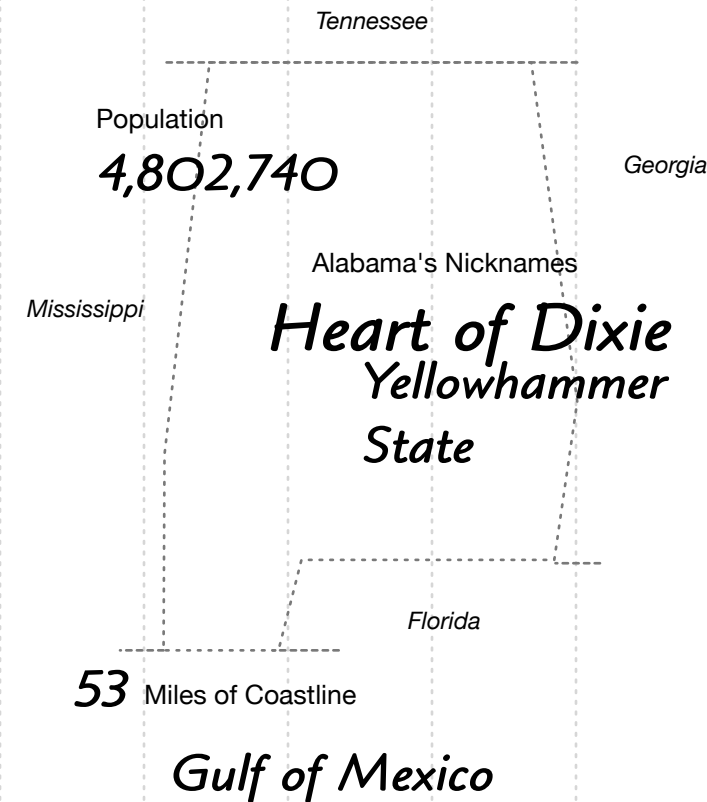 Tennessee
Population
4,802,740
Georgia
Alabama's Nicknames
Mississippi
Heart of Dixie
Yellowhammer
State
Florida
53 Miles of Coastline
Gulf of Mexico